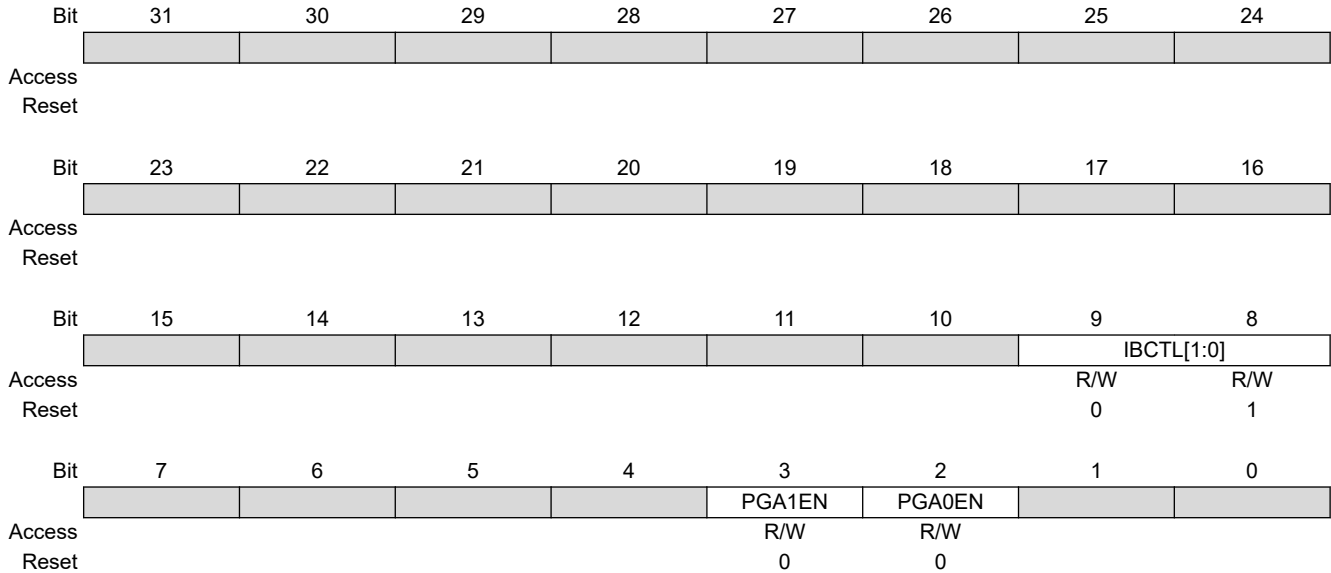 Bit 31 30 29 28 27 26 25 24
Access
Reset
Bit 23 22 21 20 19 18 17 16
Access
Reset
Bit 15 14 13 12 11 10 9 8
IBCTL[1:0]
Access R/W R/W
Reset 0 1
Bit 7 6 5 4 3 2 1 0
PGA1EN PGA0EN
Access R/W R/W
Reset 0 0